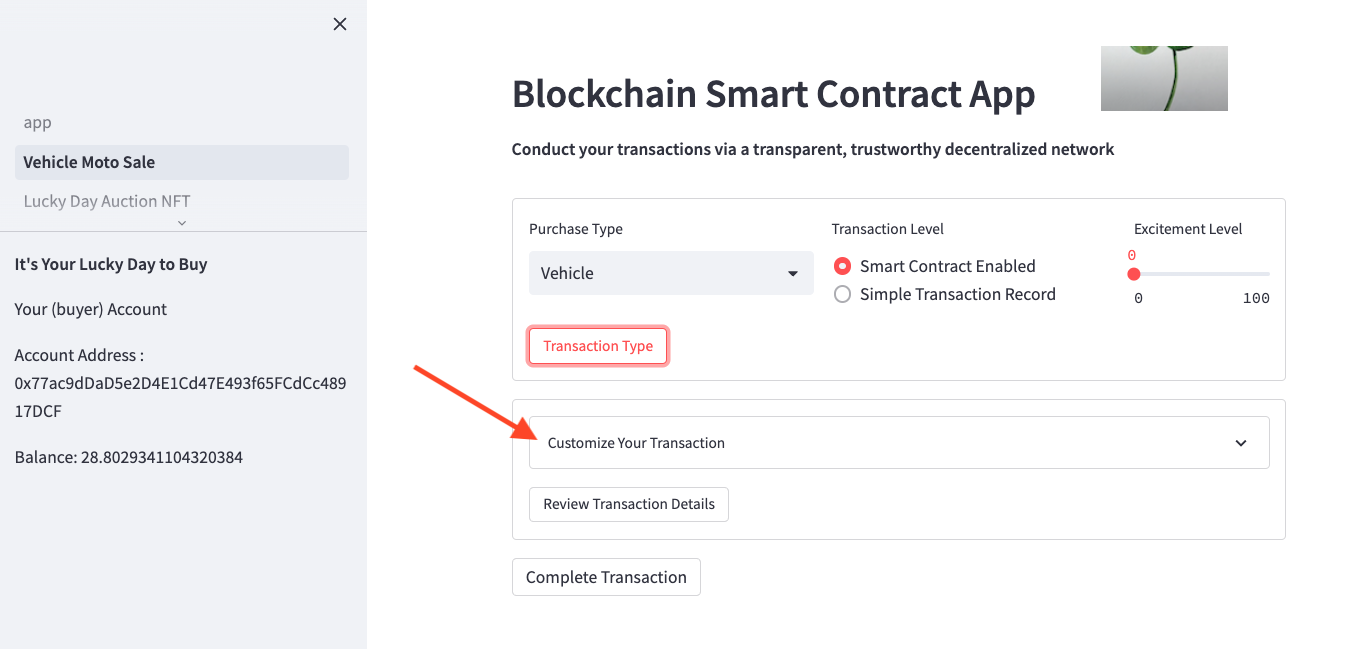 app
Vehicle Moto Sale
Lucky Day Auction NFT
It's Your Lucky Day to Buy
Your (buyer) Account
Account Address :
0x77ac9dDaD5e2D4E1Cd47E493f65FCdCc489
17DCF
Balance: 28.8029341104320384
Blockchain Smart Contract App
Conduct your transactions via a transparent, trustworthy decentralized network
Purchase Type
Vehicle
Transaction Level
Smart Contract Enabled
Simple Transaction Record
Excitement Level
0
0 100
Transaction Type
Customize Your Transaction
Review Transaction Details
Complete Transaction